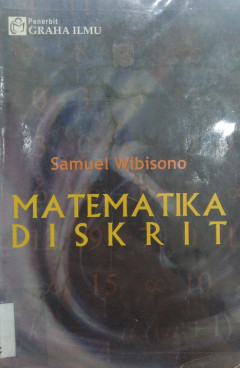 Penerbit
GRAHA ILMU
Samuel Wibisono
MATEMATIKA
DISKRIT